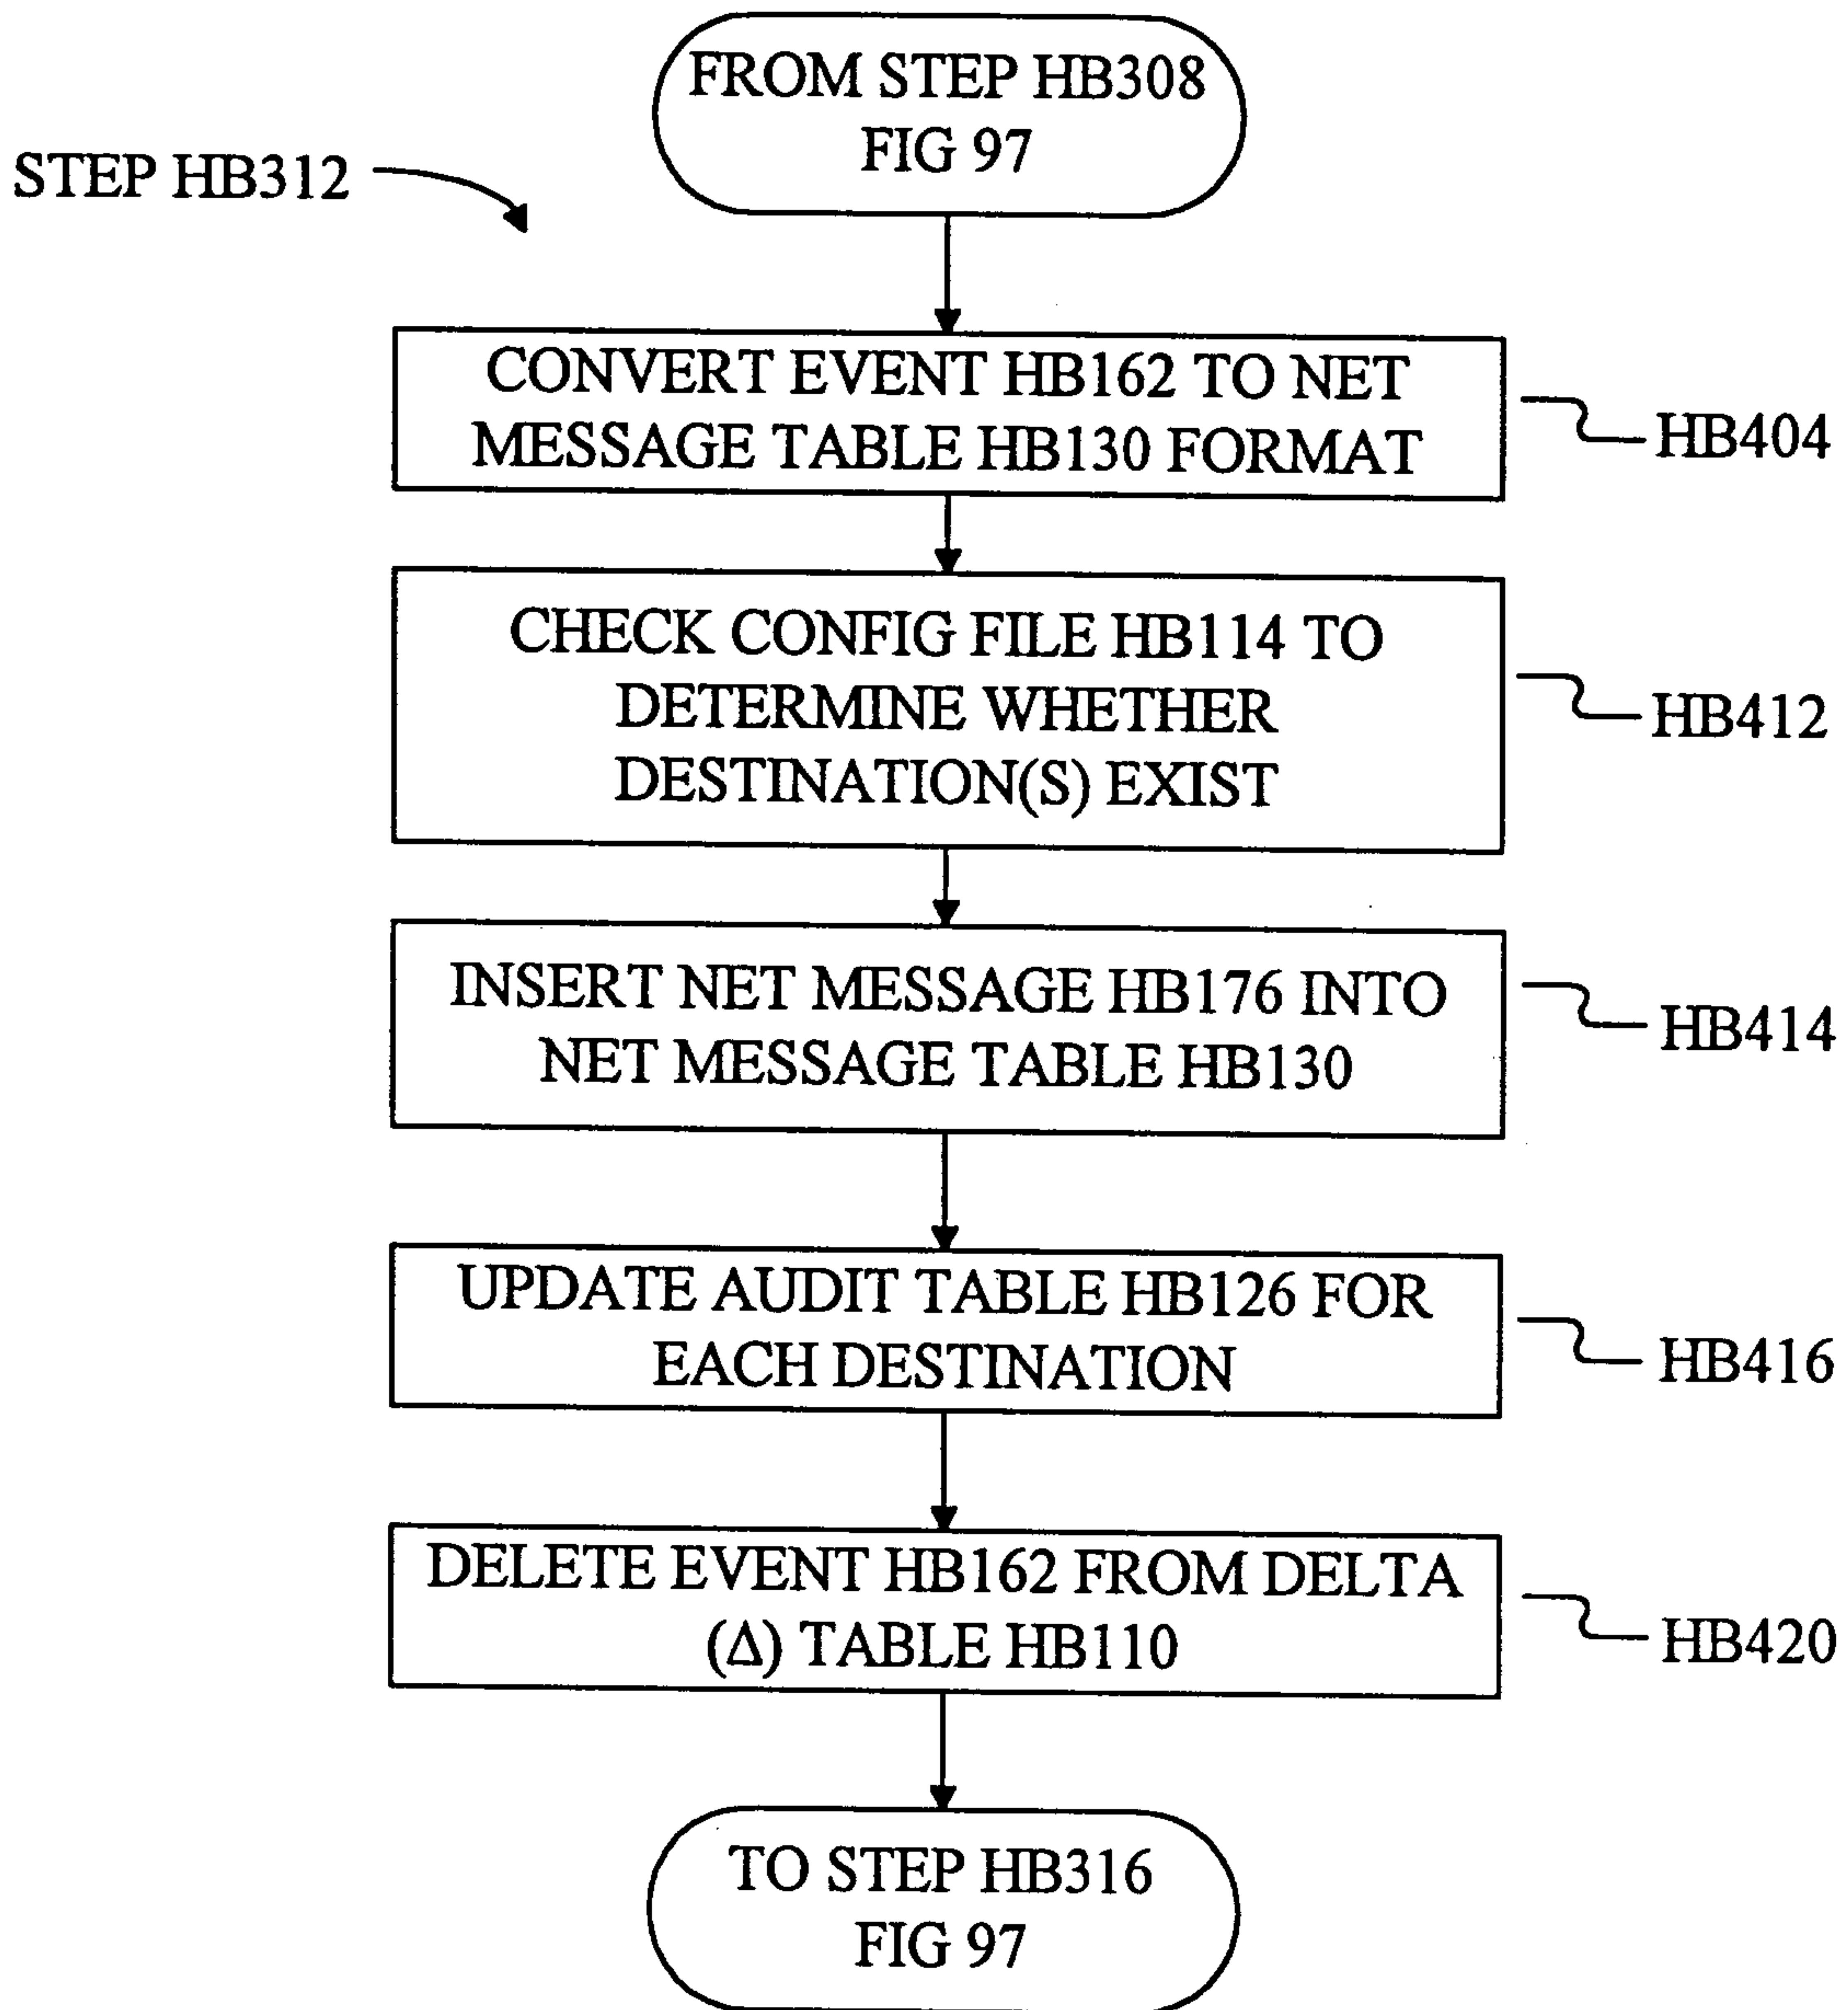 FROM STEP HB308
FIG 97
STEP HB312
CONVERT EVENT HB162 TO NET
MESSAGE TABLE HB130 FORMAT
HB404
CHECK CONFIG FILE HB114 TO
DETERMINE WHETHER
DESTINATION(S) EXIST
HB412
INSERT NET MESSAGE HB176 INTO
NET MESSAGE TABLE HB130
HB414
UPDATE AUDIT TABLE HB126 FOR
EACH DESTINATION
HB416
DELETE EVENT HB162 FROM DELTA
(Δ) TABLE HB110
HB420
TO STEP HB316
FIG 97